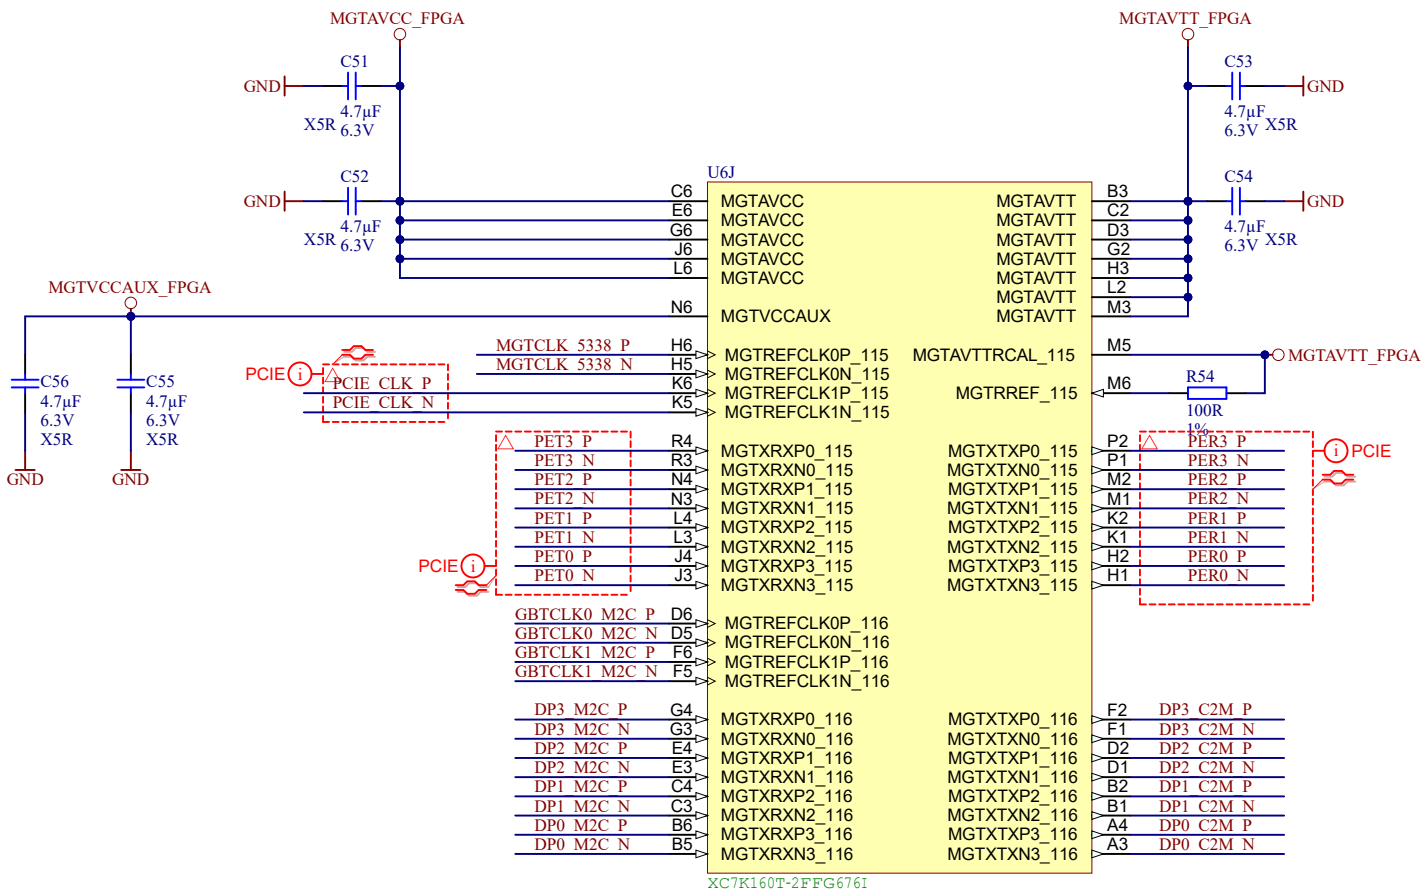 MGTAVCC_FPGA
MGTAVTT_FPGA
C51
GND
4.7µF
X5R 6.3V
C53
GND
4.7µF
6.3V X5R
C52
GND
4.7µF
X5R 6.3V
C54
GND
4.7µF
6.3V X5R
U6J
C6 MGTAVCC MGTAVTT B3
E6 MGTAVCC MGTAVTT C2
G6 MGTAVCC MGTAVTT D3
J6 MGTAVCC MGTAVTT G2
L6 MGTAVCC MGTAVTT H3
MGTAVTT L2
MGTVCCAUX_FPGA
N6 MGTVCCAUX MGTAVTT M3
C56
4.7µF
6.3V
X5R
GND
C55
4.7µF
6.3V
X5R
GND
MGTCLK_5338_P H6 MGTREFCLK0P_115 MGTAVTTRCAL_115 M5 MGTAVTT_FPGA
MGTCLK_5338_N H5 MGTREFCLK0N_115
PCIE i
PCIE_CLK_P K6 MGTREFCLK1P_115 MGTRREF_115 M6 R54
PCIE_CLK_N K5 MGTREFCLK1N_115
100R
1%
PET3_P R4 MGTXRXP0_115 MGTXTXP0_115 P2 PER3_P
i PCIE
PET3_N R3 MGTXRXN0_115 MGTXTXN0_115 P1 PER3_N
PET2_P N4 MGTXRXP1_115 MGTXTXP1_115 M2 PER2_P
PET2_N N3 MGTXRXN1_115 MGTXTXN1_115 M1 PER2_N
PET1_P L4 MGTXRXP2_115 MGTXTXP2_115 K2 PER1_P
PET1_N L3 MGTXRXN2_115 MGTXTXN2_115 K1 PER1_N
PET0_P J4 MGTXRXP3_115 MGTXTXP3_115 H2 PER0_P
PCIE i
PET0_N J3 MGTXRXN3_115 MGTXTXN3_115 H1 PER0_N
GBTCLK0_M2C_P D6 MGTREFCLK0P_116
GBTCLK0_M2C_N D5 MGTREFCLK0N_116
GBTCLK1_M2C_P F6 MGTREFCLK1P_116
GBTCLK1_M2C_N F5 MGTREFCLK1N_116
DP3_M2C_P G4 MGTXRXP0_116 MGTXTXP0_116 F2 DP3_C2M_P
DP3_M2C_N G3 MGTXRXN0_116 MGTXTXN0_116 F1 DP3_C2M_N
DP2_M2C_P E4 MGTXRXP1_116 MGTXTXP1_116 D2 DP2_C2M_P
DP2_M2C_N E3 MGTXRXN1_116 MGTXTXN1_116 D1 DP2_C2M_N
DP1_M2C_P C4 MGTXRXP2_116 MGTXTXP2_116 B2 DP1_C2M_P
DP1_M2C_N C3 MGTXRXN2_116 MGTXTXN2_116 B1 DP1_C2M_N
DP0_M2C_P B6 MGTXRXP3_116 MGTXTXP3_116 A4 DP0_C2M_P
DP0_M2C_N B5 MGTXRXN3_116 MGTXTXN3_116 A3 DP0_C2M_N
XC7K160T-2FFG676I